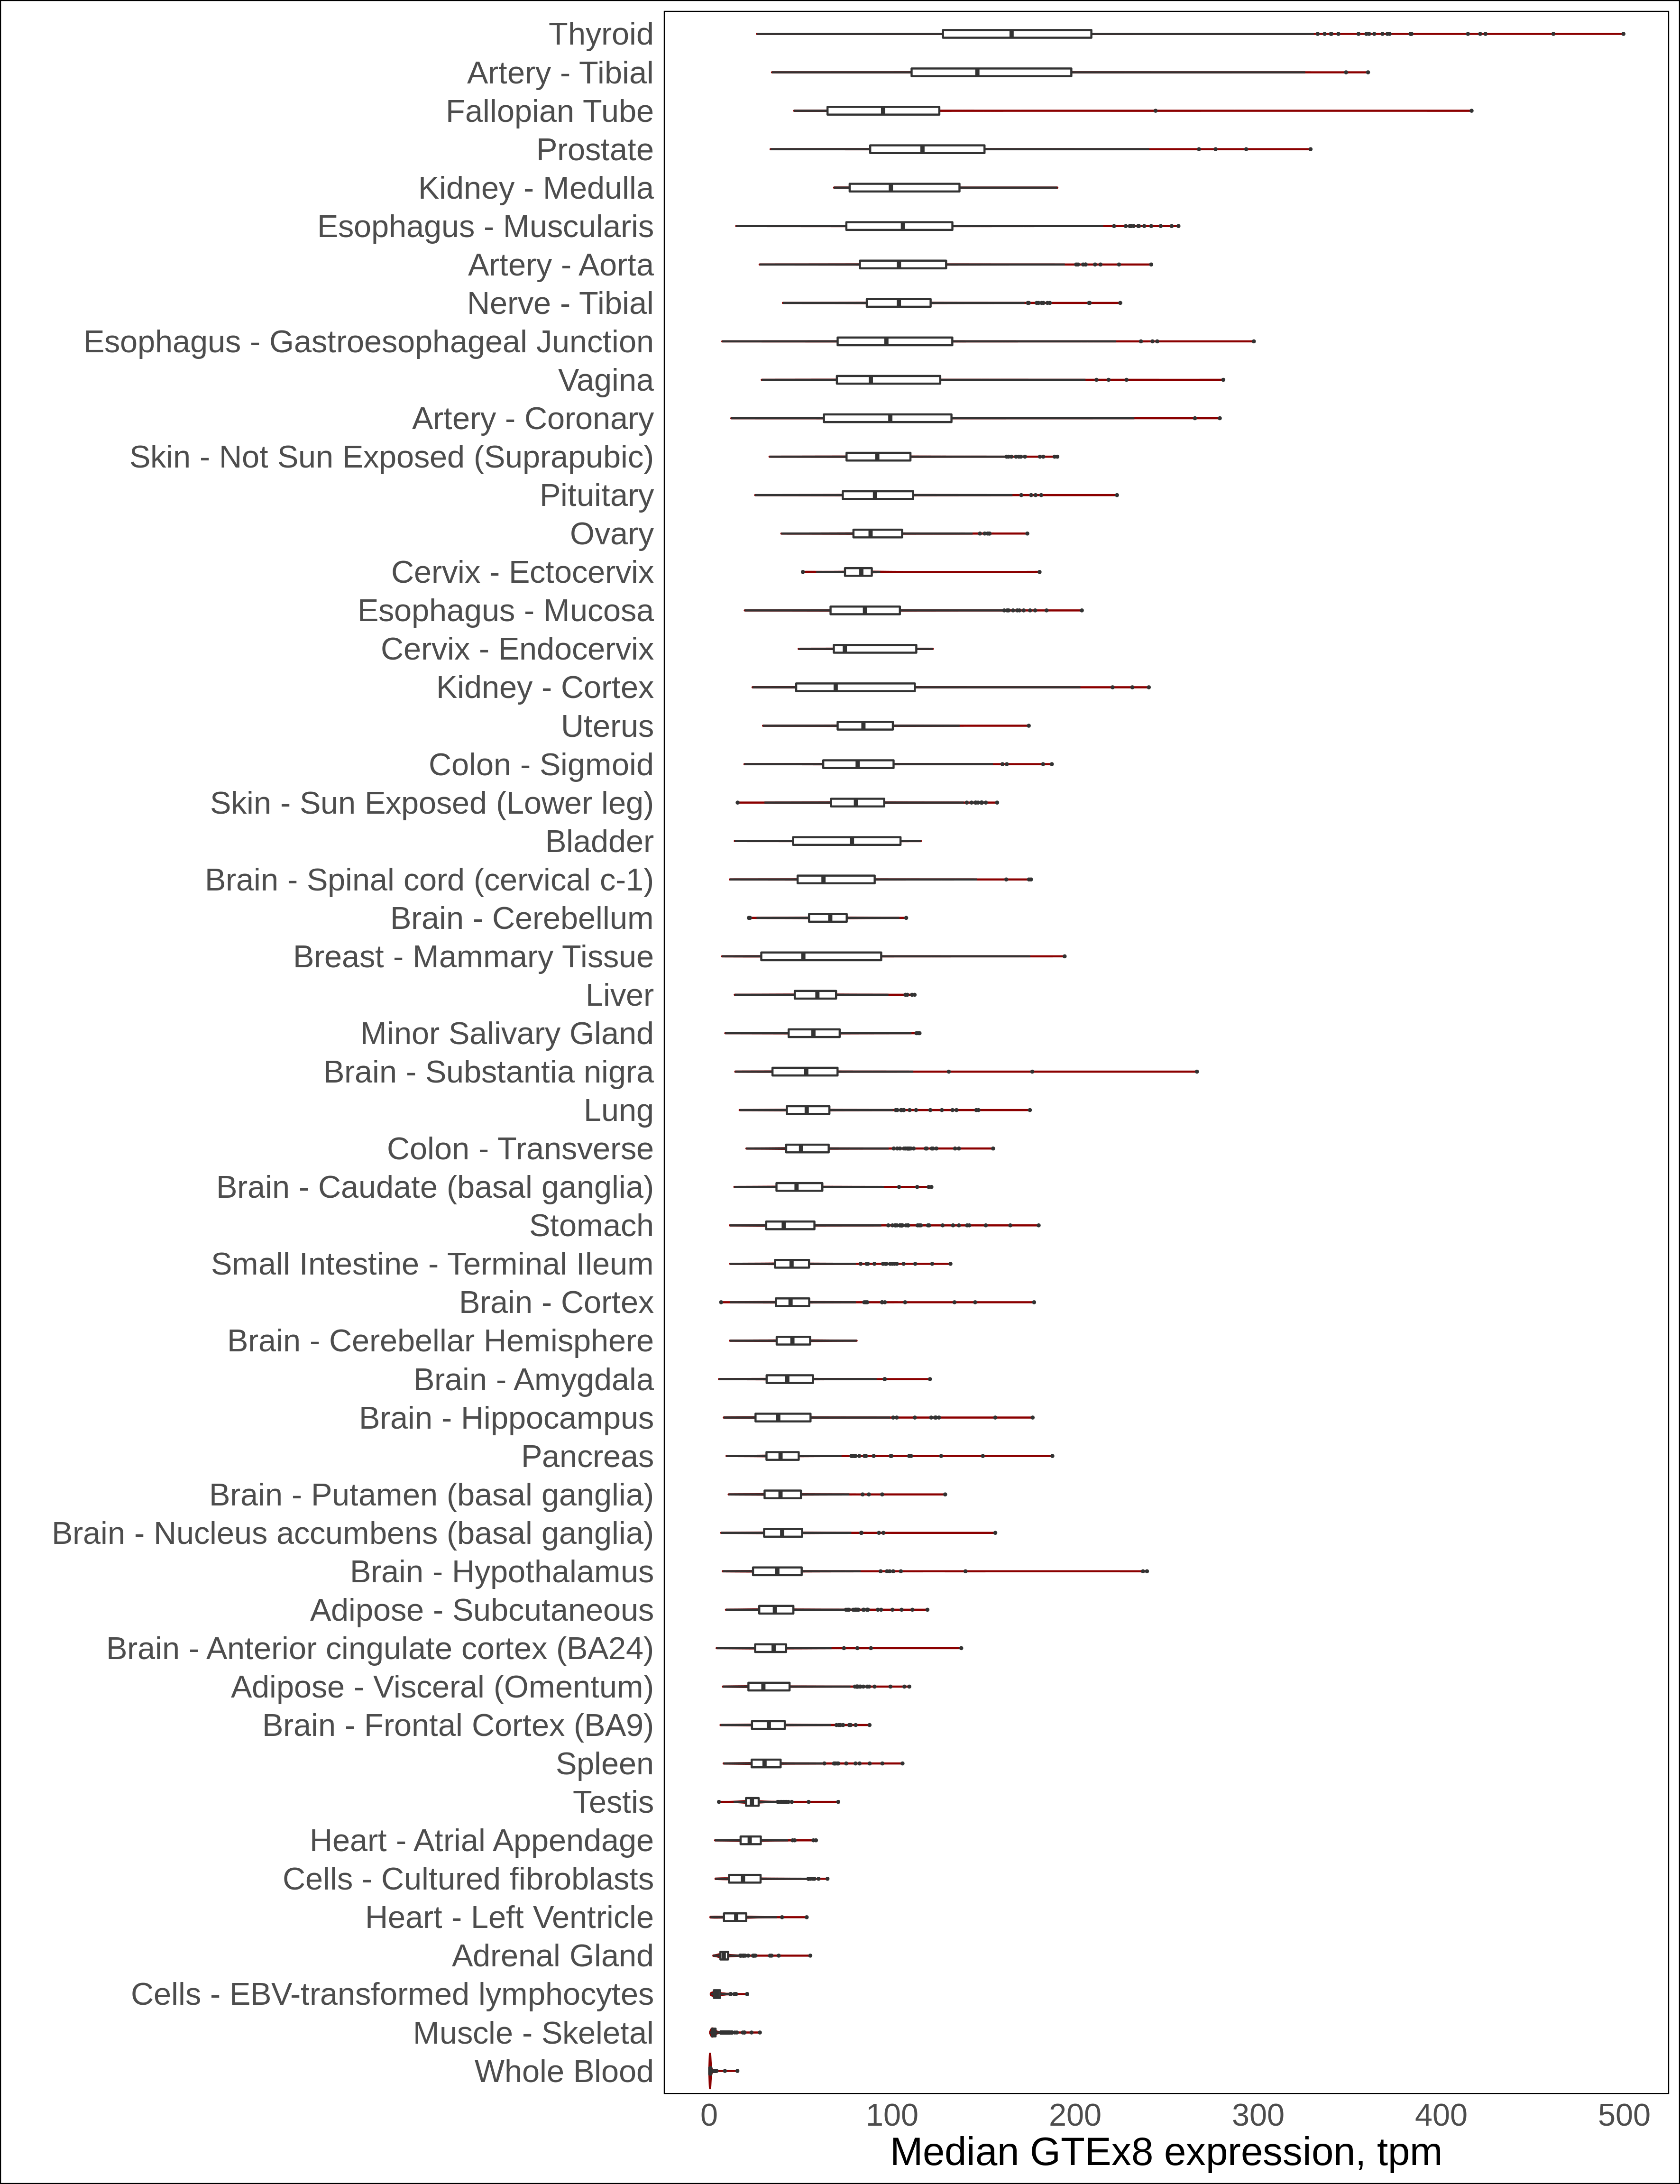 Thyroid
Artery - Tibial
Fallopian Tube
Prostate
Kidney - Medulla
Esophagus - Muscularis
Artery - Aorta
Nerve - Tibial
Esophagus - Gastroesophageal Junction
Vagina
Artery - Coronary
Skin - Not Sun Exposed (Suprapubic)
Pituitary
Ovary
Cervix - Ectocervix
Esophagus - Mucosa
Cervix - Endocervix
Kidney - Cortex
Uterus
Colon - Sigmoid
Skin - Sun Exposed (Lower leg)
Bladder
Brain - Spinal cord (cervical c-1)
Brain - Cerebellum
Breast - Mammary Tissue
Liver
Minor Salivary Gland
Brain - Substantia nigra
Lung
Colon - Transverse
Brain - Caudate (basal ganglia)
Stomach
Small Intestine - Terminal Ileum
Brain - Cortex
Brain - Cerebellar Hemisphere
Brain - Amygdala
Brain - Hippocampus
Pancreas
Brain - Putamen (basal ganglia)
Brain - Nucleus accumbens (basal ganglia)
Brain - Hypothalamus
Adipose - Subcutaneous
Brain - Anterior cingulate cortex (BA24)
Adipose - Visceral (Omentum)
Brain - Frontal Cortex (BA9)
Spleen
Testis
Heart - Atrial Appendage
Cells - Cultured fibroblasts
Heart - Left Ventricle
Adrenal Gland
Cells - EBV-transformed lymphocytes
Muscle - Skeletal
Whole Blood
0 100 200 300 400 500
Median GTEx8 expression, tpm